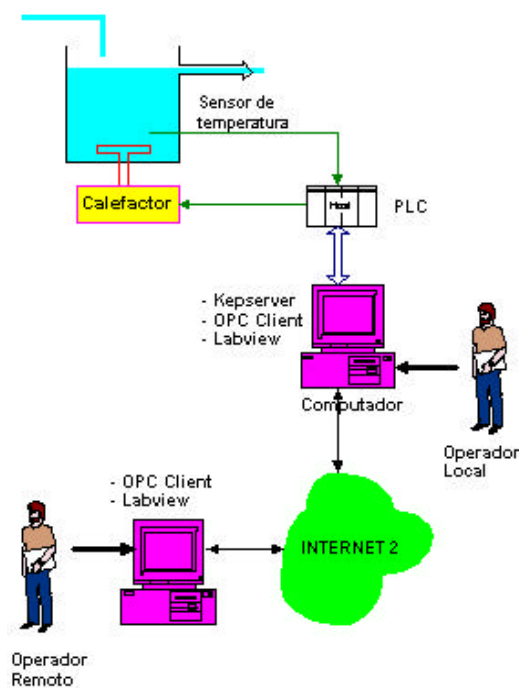 Sensor de
temperatura
Calefactor
PLC
- Kepserver
- OPC Client
- Labview
Computador
Operador
Local
- OPC Client
- Labview
INTERNET 2
Operador
Remoto